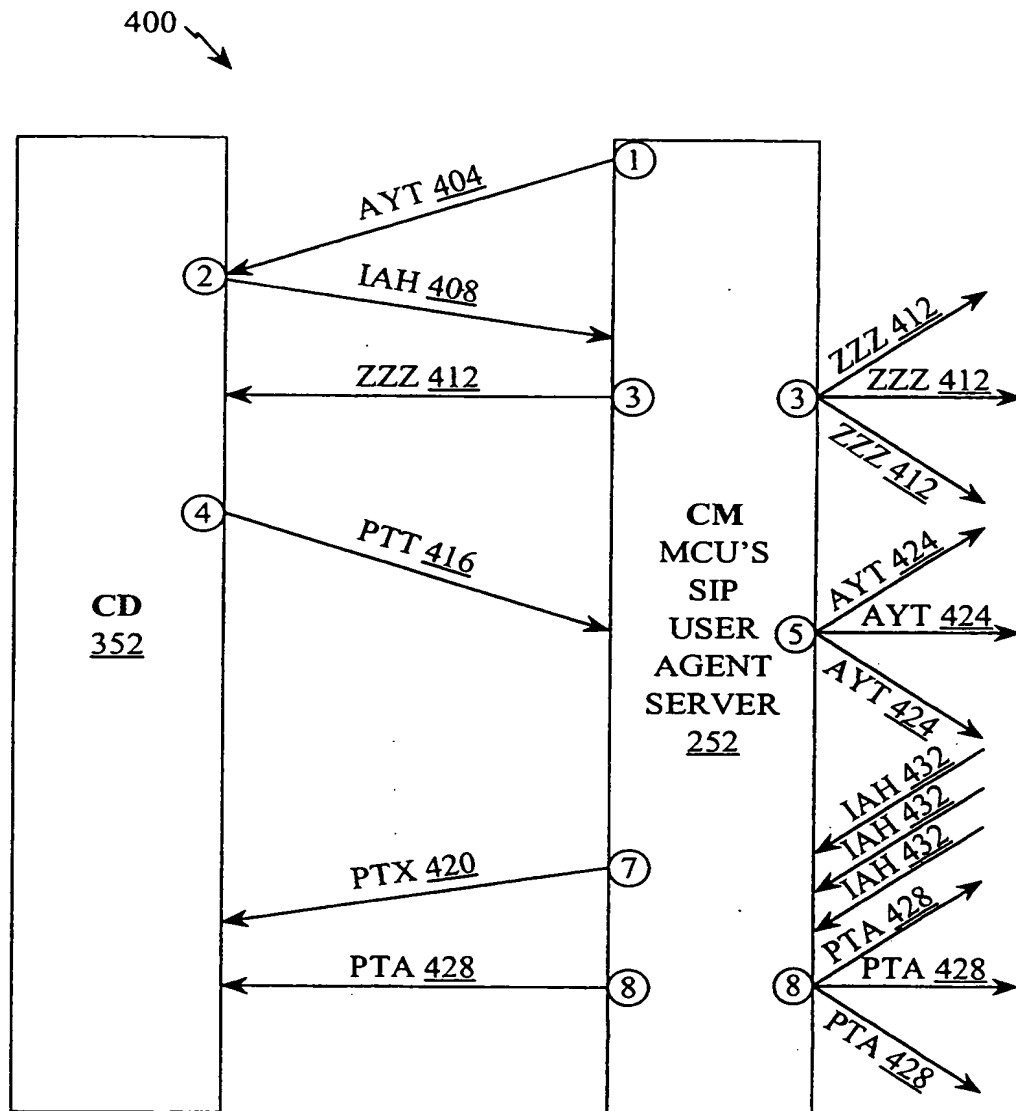 400
1
AYT 404
2
IAH 408
ZZZ 412
ZZZ 412
3
3
ZZZ 412
ZZZ 412
4
PTT 416
CM
MCU'S
SIP
USER
AGENT
SERVER
252
CD
352
AYT 424
5
AYT 424
AYT 424
IAH 432
IAH 432
IAH 432
PTX 420
7
PTA 428
PTA 428
8
8
PTA 428
PTA 428